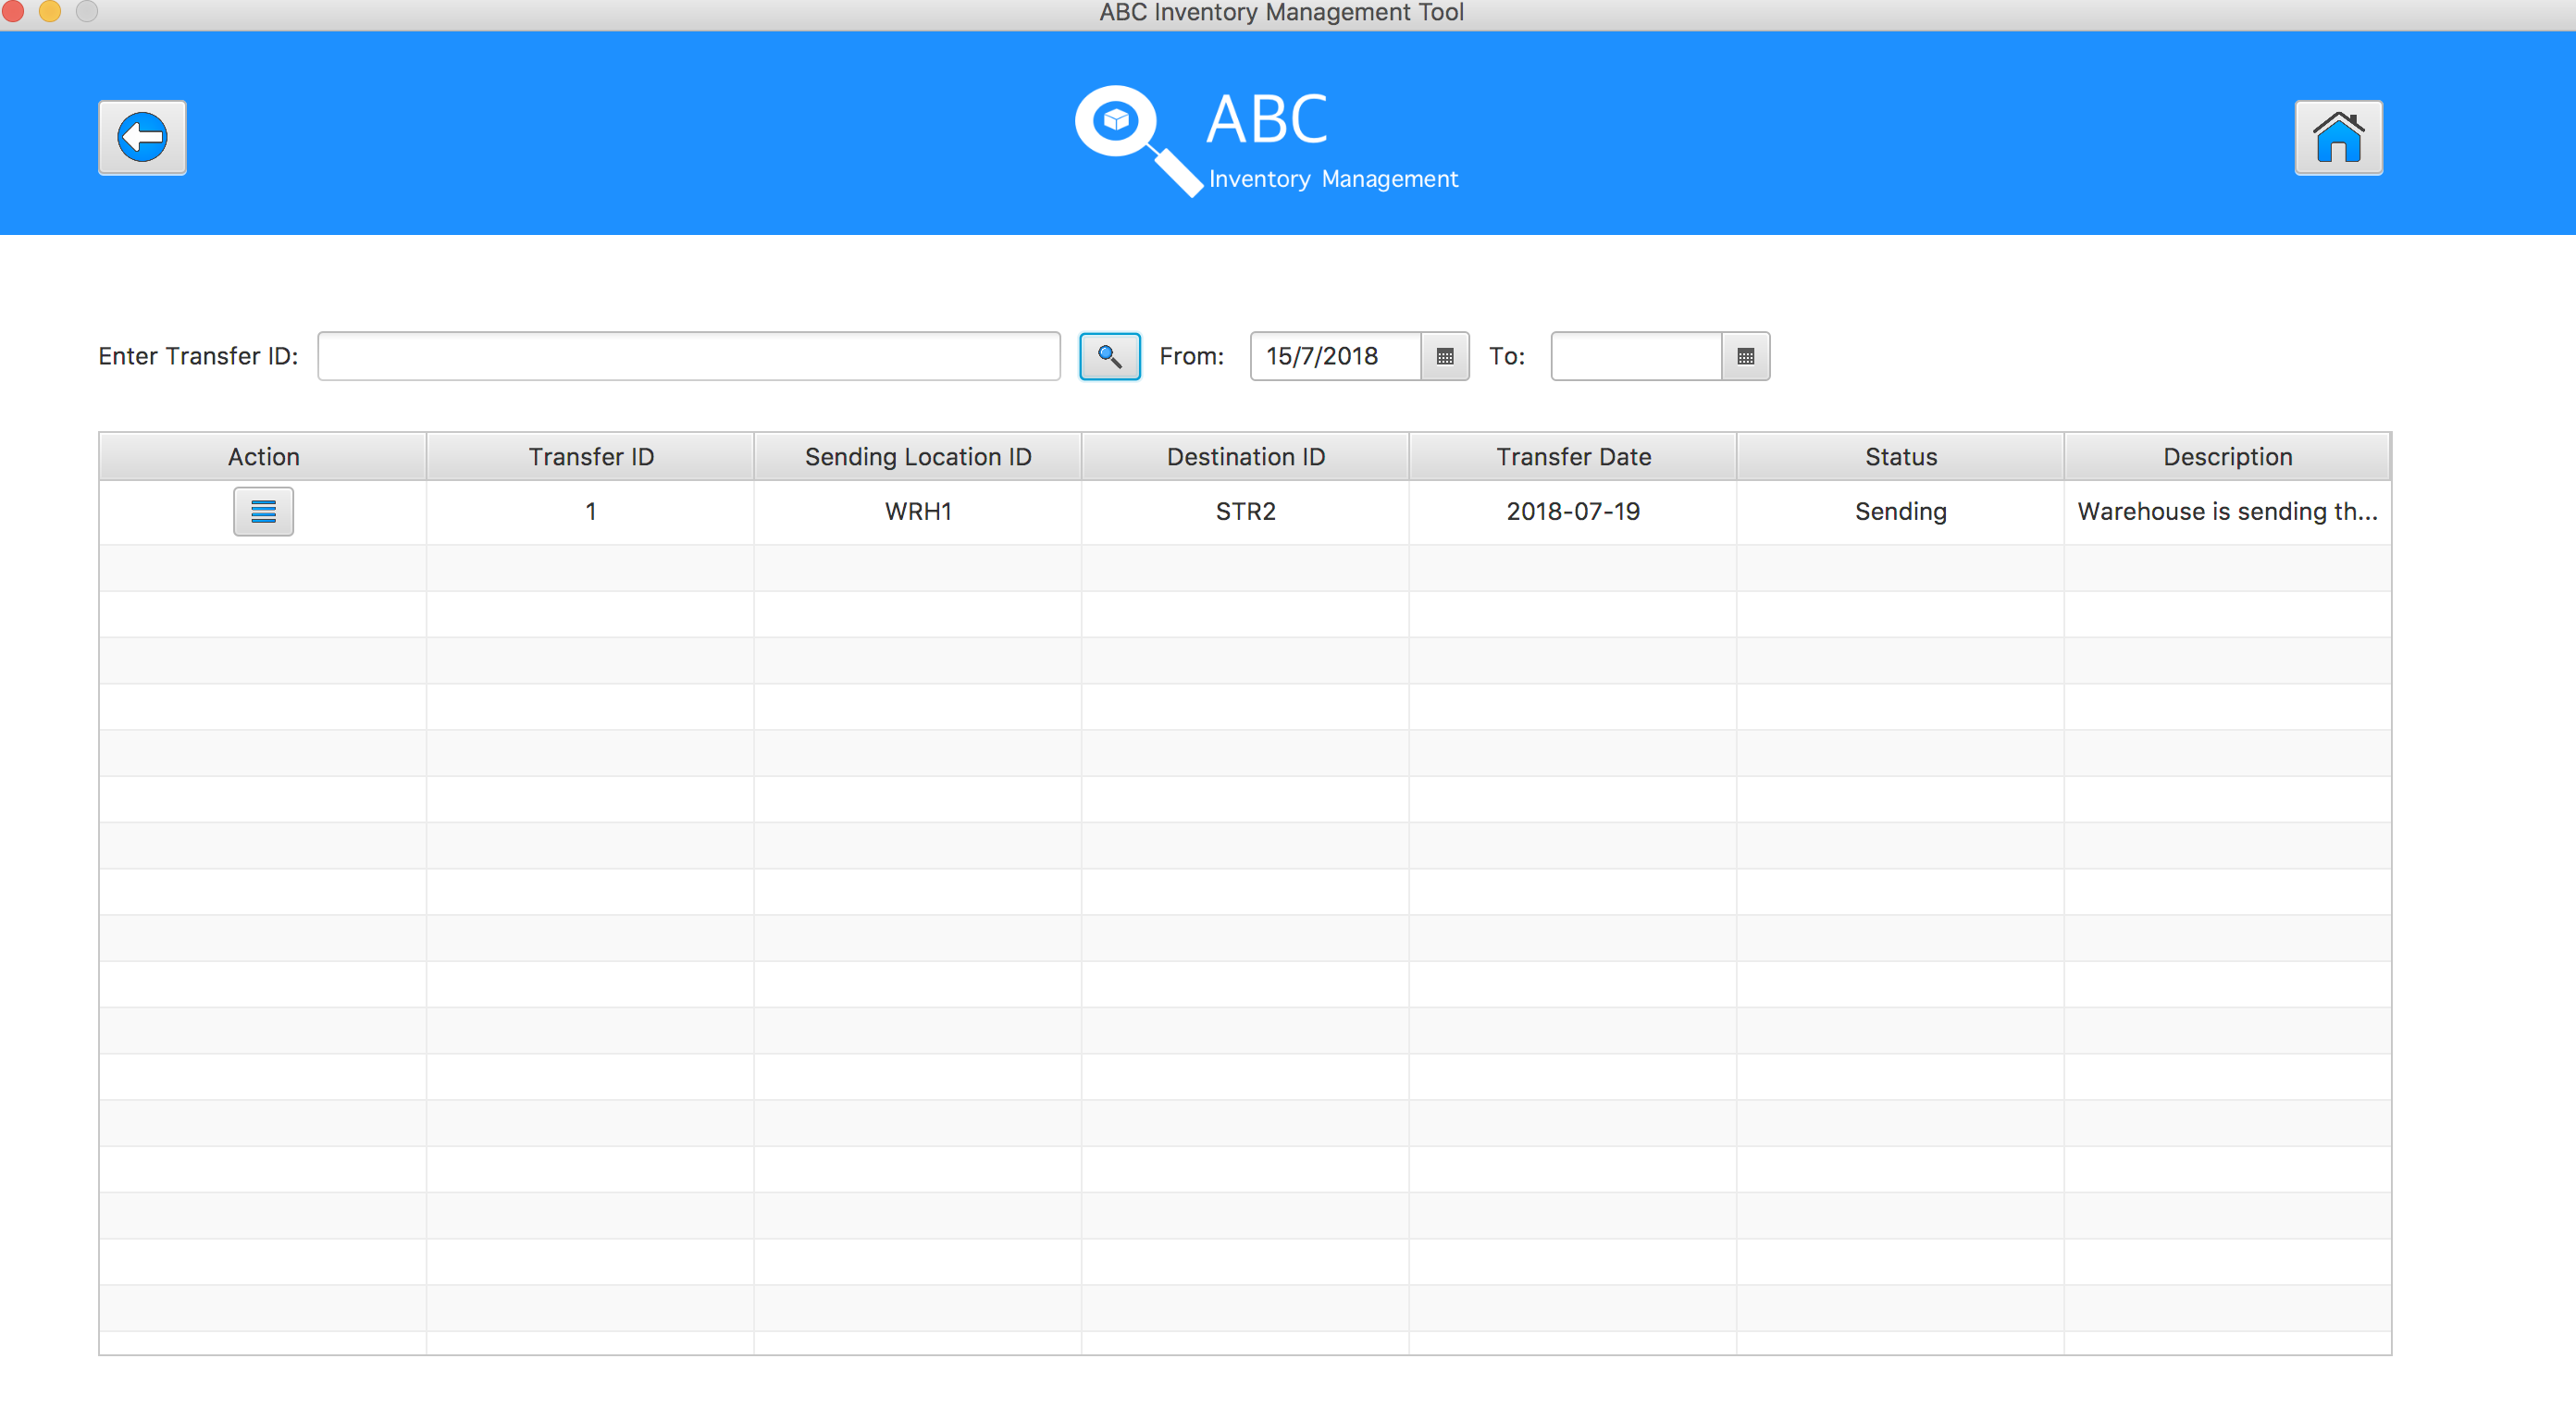 ABC Inventory Management Tool
ABC
Inventory Management
Enter Transfer ID: From: 15/7/2018 To:
Action Transfer ID Sending Location ID Destination ID Transfer Date Status Description
1 WRH1 STR2 2018-07-19 Sending Warehouse is sending th...